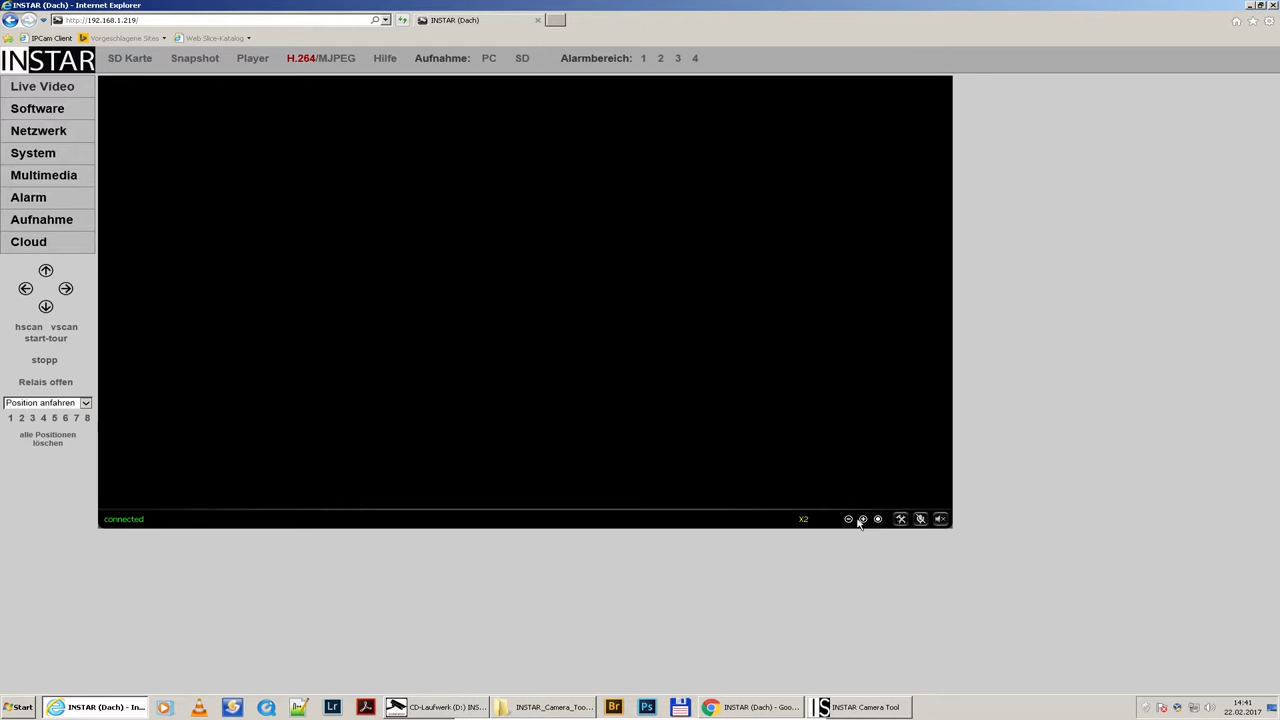 INSTAR (Dach) - Internet Explorer
http://192.168.1.219/
INSTAR (Dach)
IPCam Client
Vorgeschlagene Sites
Web Slice-Katalog
INSTAR
SD Karte
Snapshot
Player
H.264/MJPEG
Hilfe
Aufnahme:
PC
SD
Alarmbereich:
1
2
3
4
Live Video
Software
Netzwerk
System
Multimedia
Alarm
Aufnahme
Cloud
hscan vscan
start-tour
stopp
Relais offen
Position anfahren
1 2 3 4 5 6 7 8
alle Positionen
löschen
connected
X2
Start
INSTAR (Dach) - In...
Lr
CD-Laufwerk (D:) INS...
INSTAR_Camera_Too...
Br
Ps
INSTAR (Dach) - Goo...
INSTAR Camera Tool
14:41
22.02.2017